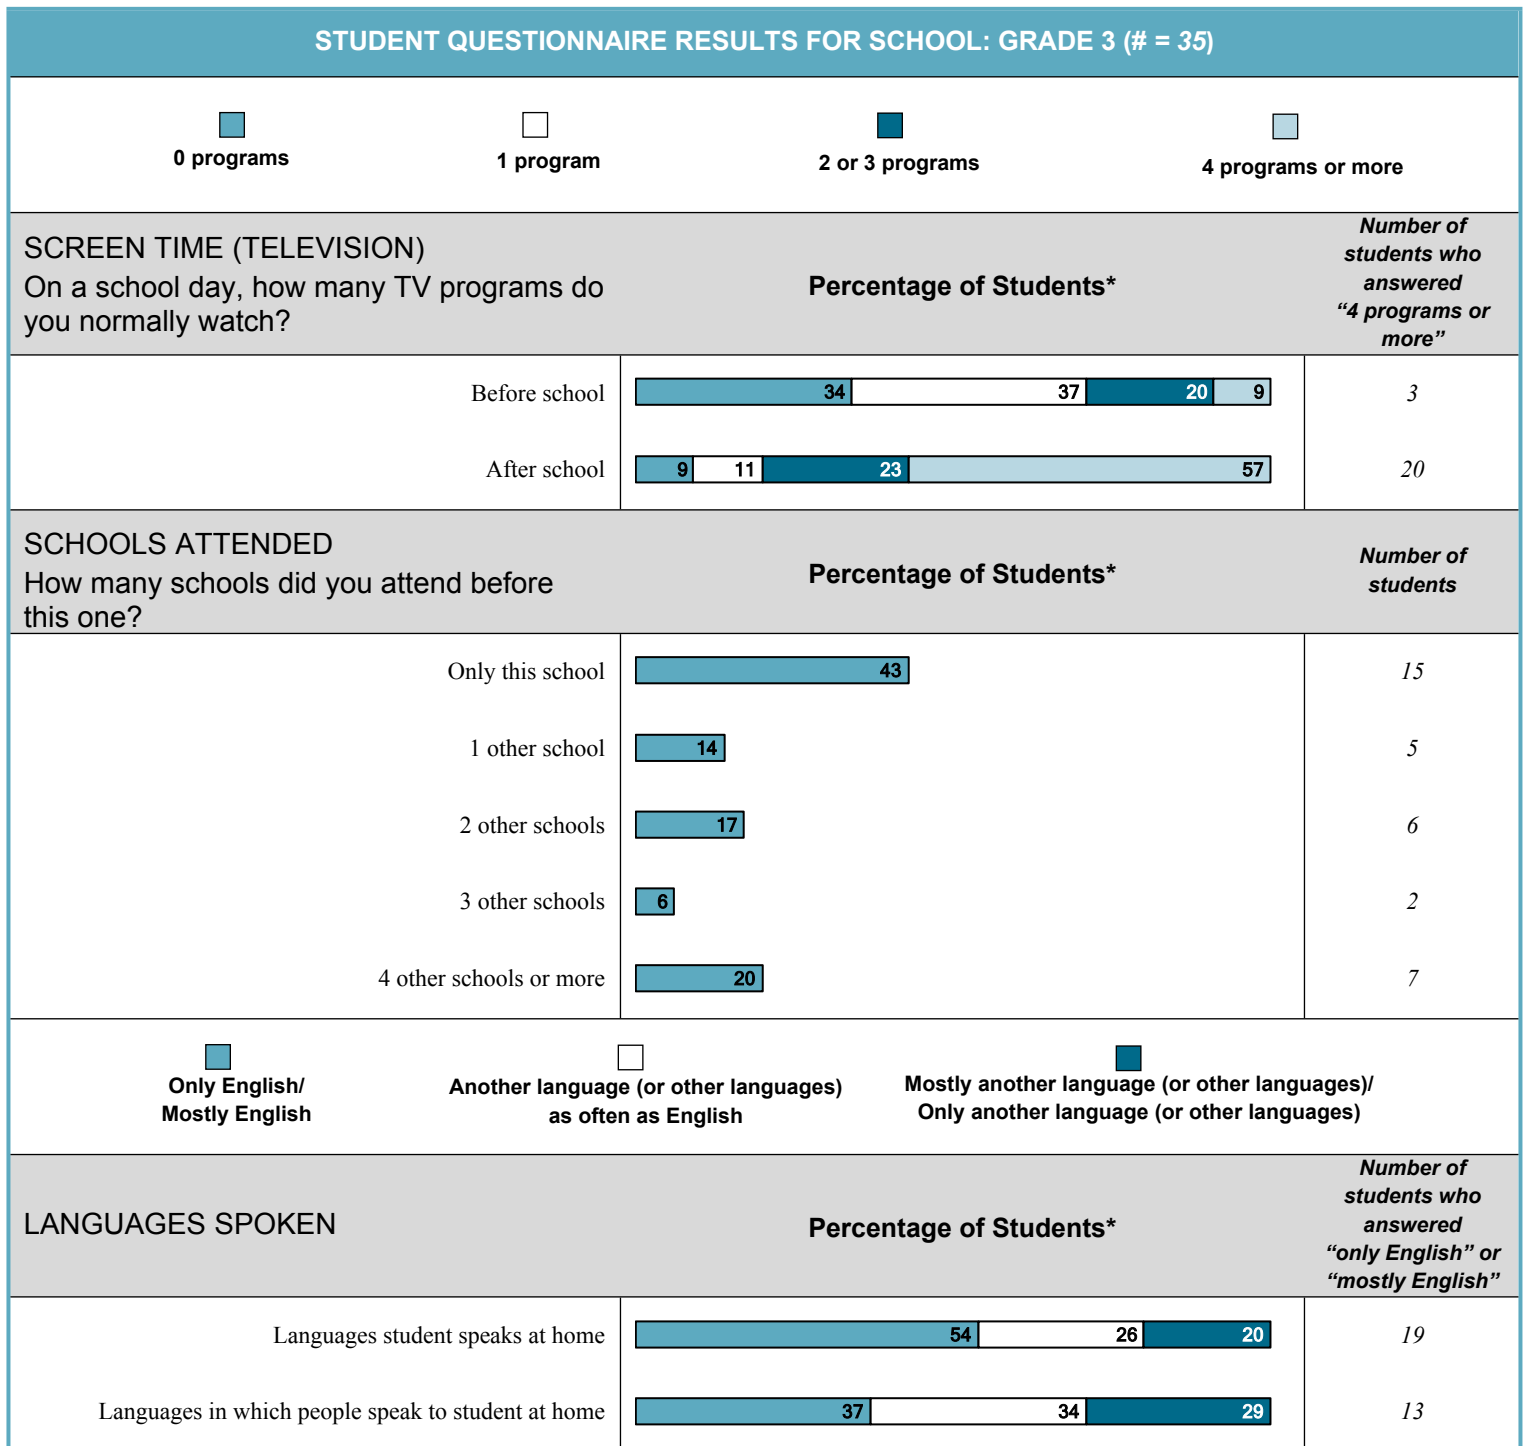 STUDENT QUESTIONNAIRE RESULTS FOR SCHOOL: GRADE 3 (# = 35)
0 programs
1 program
2 or 3 programs
4 programs or more
SCREEN TIME (TELEVISION)
On a school day, how many TV programs do
you normally watch?
Percentage of Students*
Number of
students who
answered
“4 programs or
more”
Before school
34 37 20 9
3
After school
9 11 23 57
20
SCHOOLS ATTENDED
How many schools did you attend before
this one?
Percentage of Students*
Number of
students
Only this school
43
15
1 other school
14
5
2 other schools
17
6
3 other schools
6
2
4 other schools or more
20
7
Only English/
Mostly English
Another language (or other languages)
as often as English
Mostly another language (or other languages)/
Only another language (or other languages)
LANGUAGES SPOKEN
Percentage of Students*
Number of
students who
answered
“only English” or
“mostly English”
Languages student speaks at home
54 26 20
19
Languages in which people speak to student at home
37 34 29
13